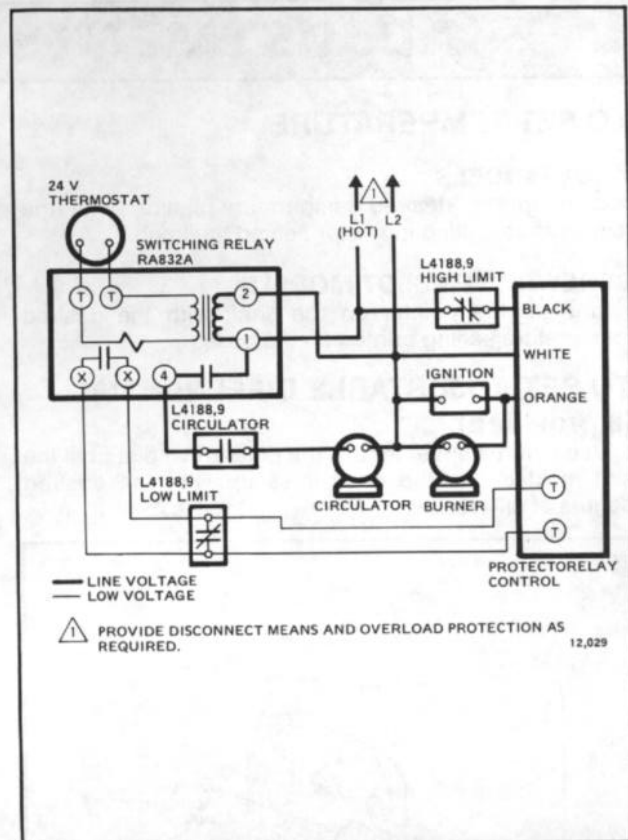 24 V
THERMOSTAT
SWITCHING RELAY
RA832A
L1
(HOT)
L2
1
L4188,9
HIGH LIMIT
T
T
2
1
X
X
4
BLACK
WHITE
ORANGE
IGNITION
L4188,9
CIRCULATOR
CIRCULATOR
BURNER
L4188,9
LOW LIMIT
T
T
PROTECTORELAY
CONTROL
LINE VOLTAGE
LOW VOLTAGE
1 PROVIDE DISCONNECT MEANS AND OVERLOAD PROTECTION AS
REQUIRED.
12,029